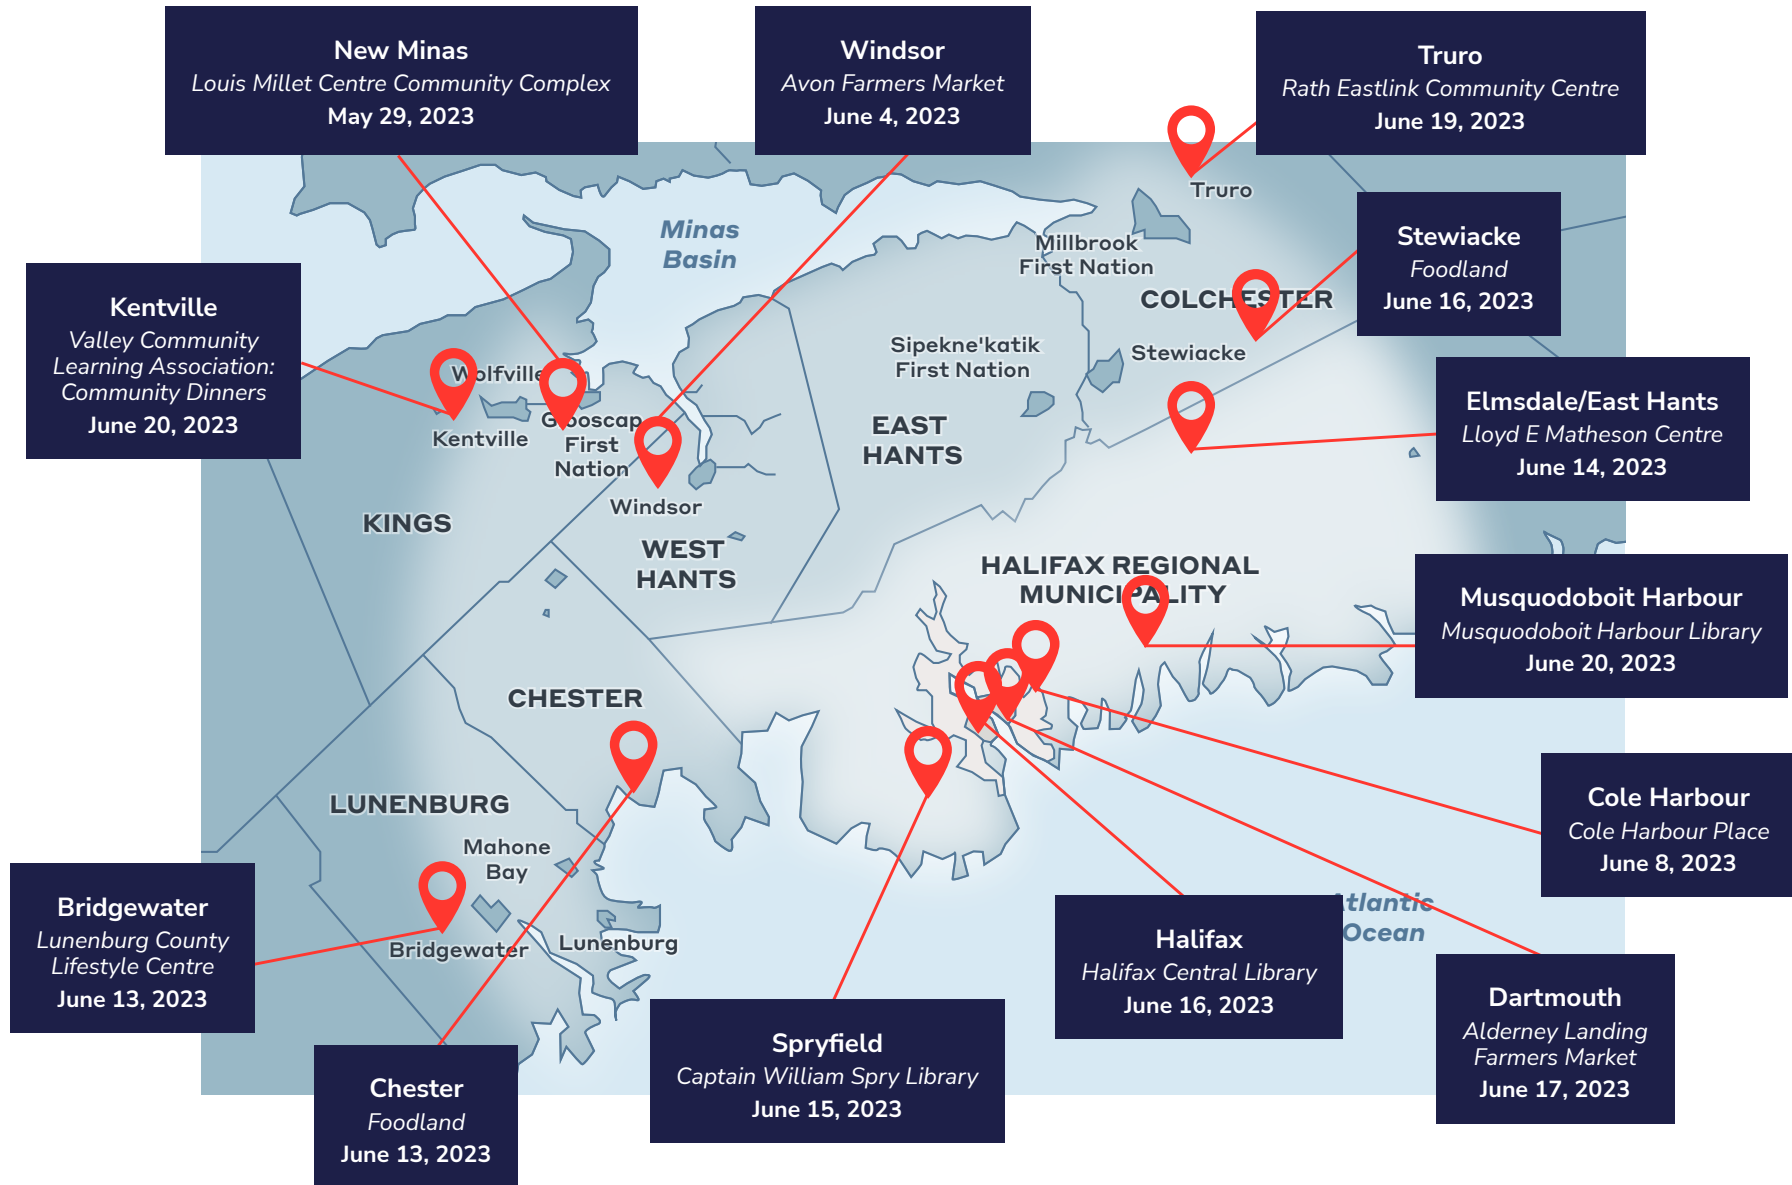 New Minas
Louis Millet Centre Community Complex
May 29, 2023
Windsor
Avon Farmers Market
June 4, 2023
Truro
Rath Eastlink Community Centre
June 19, 2023
Truro
Stewiacke
Foodland
June 16, 2023
Minas
Basin
Millbrook
First Nation
COLCHESTER
Kentville
Valley Community
Learning Association:
Community Dinners
June 20, 2023
Sipekne'katik
First Nation
Stewiacke
Wolfville
Elmsdale/East Hants
Lloyd E Matheson Centre
June 14, 2023
Kentville
Glooscap
First
Nation
EAST
HANTS
Windsor
KINGS
WEST
HANTS
HALIFAX REGIONAL
MUNICIPALITY
Musquodoboit Harbour
Musquodoboit Harbour Library
June 20, 2023
CHESTER
LUNENBURG
Cole Harbour
Cole Harbour Place
June 8, 2023
Mahone
Bay
Bridgewater
Lunenburg County
Lifestyle Centre
June 13, 2023
Bridgewater
Lunenburg
Atlantic
Ocean
Halifax
Halifax Central Library
June 16, 2023
Dartmouth
Alderney Landing
Farmers Market
June 17, 2023
Spryfield
Captain William Spry Library
June 15, 2023
Chester
Foodland
June 13, 2023